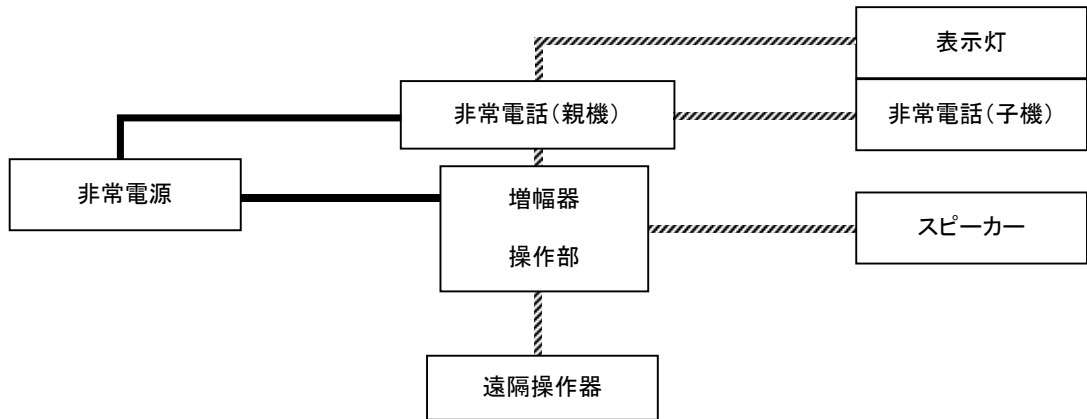 表示灯
非常電話(親機)
非常電話(子機)
非常電源
増幅器
操作部
スピーカー
遠隔操作器